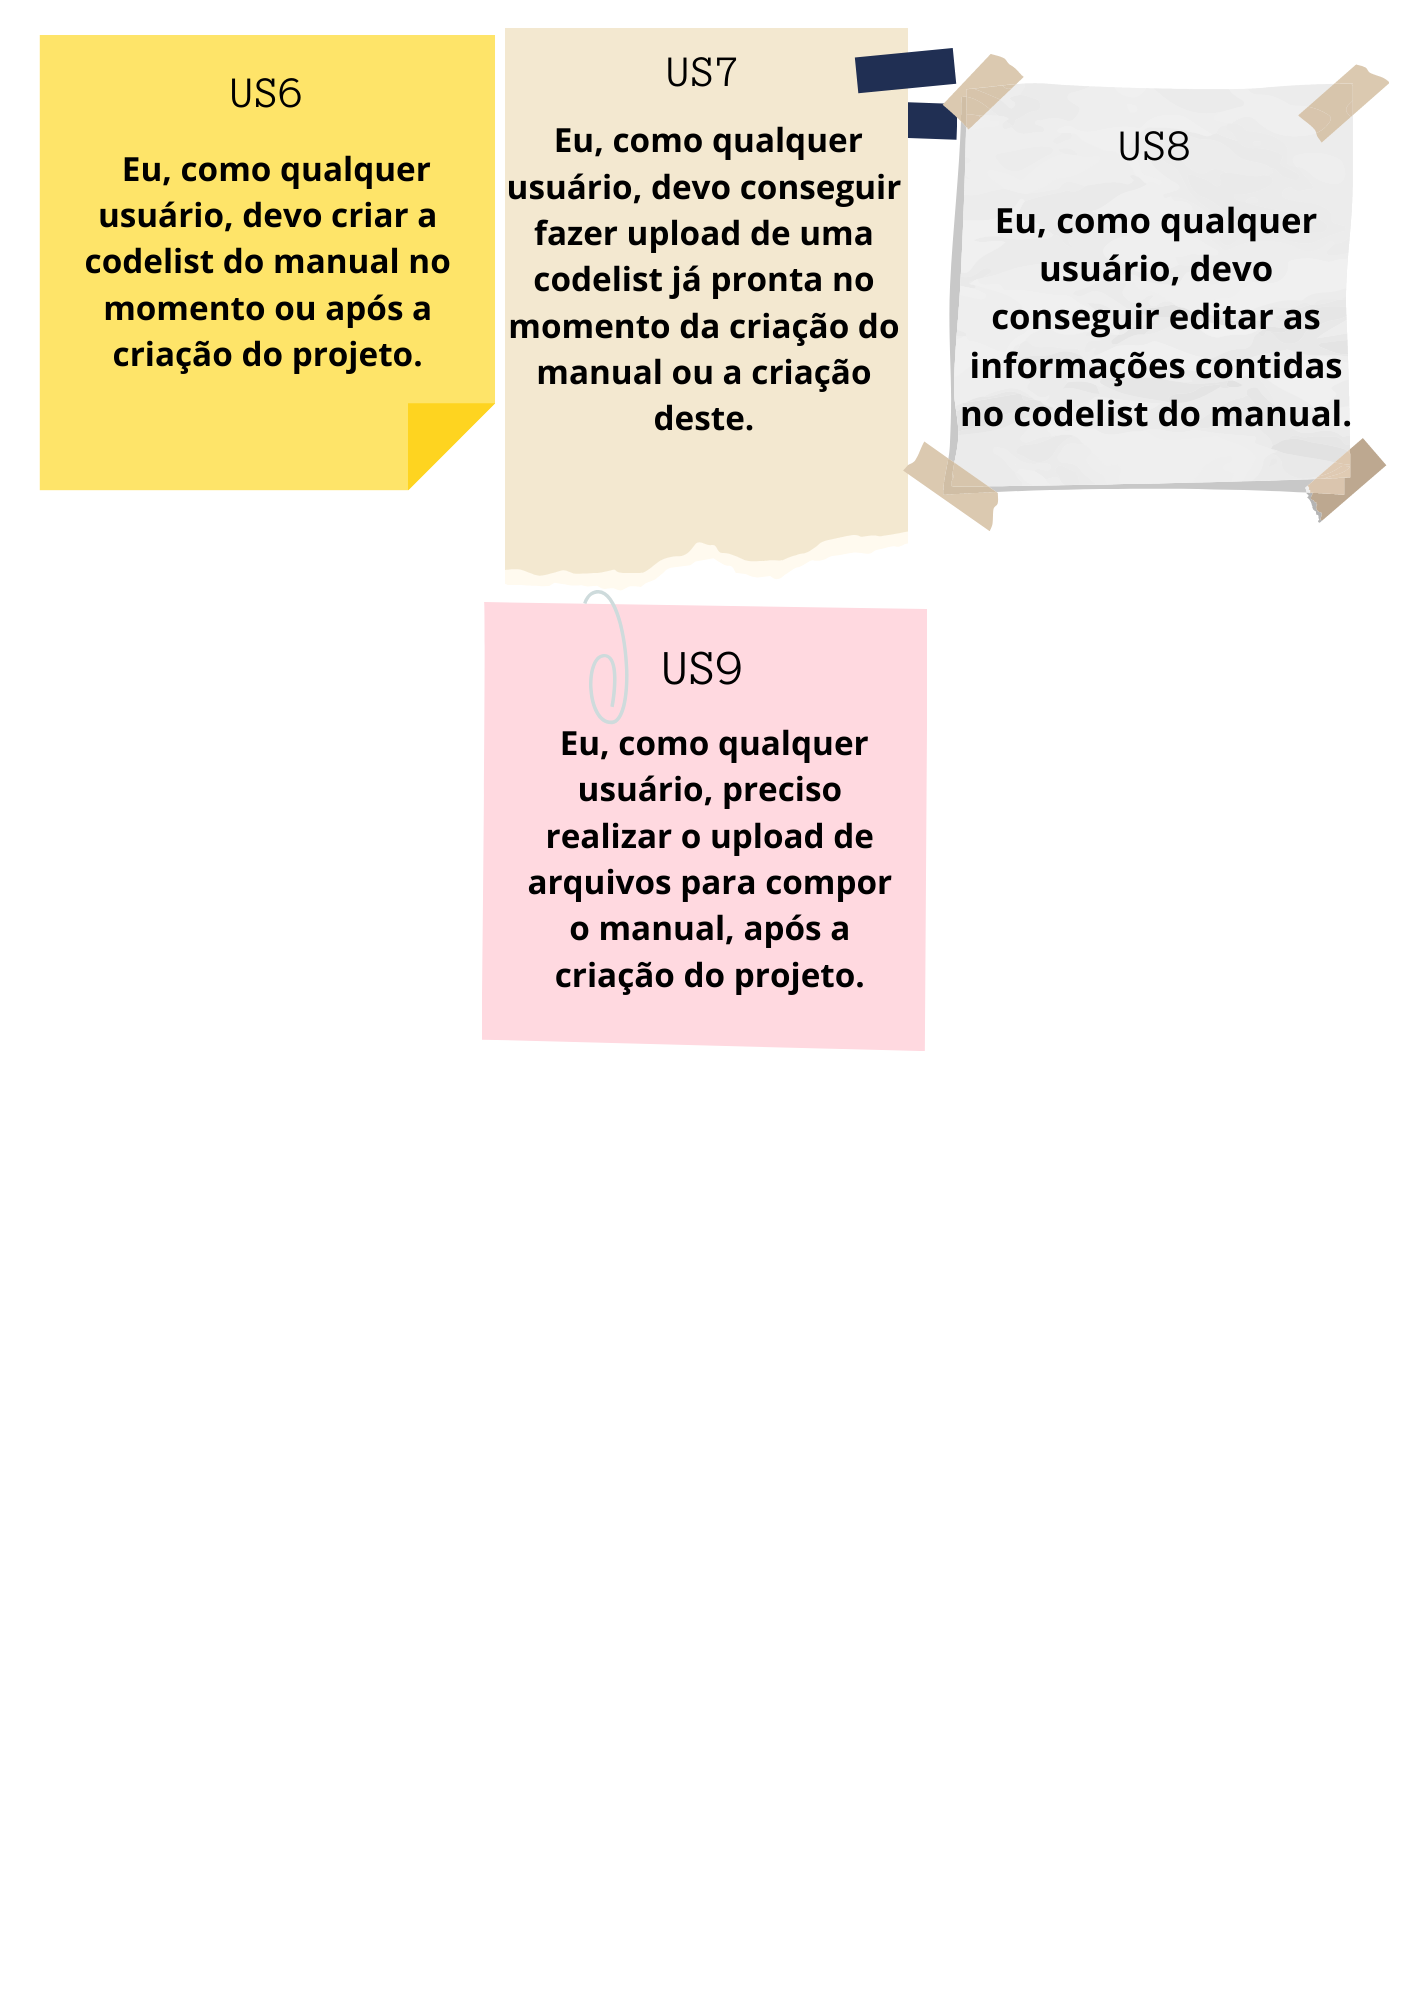 US6
Eu, como qualquer
usuário, devo criar a
codelist do manual no
momento ou após a
criação do projeto.
US7
Eu, como qualquer
usuário, devo conseguir
fazer upload de uma
codelist já pronta no
momento da criação do
manual ou a criação
deste.
US8
Eu, como qualquer
usuário, devo
conseguir editar as
informações contidas
no codelist do manual.
US9
Eu, como qualquer
usuário, preciso
realizar o upload de
arquivos para compor
o manual, após a
criação do projeto.